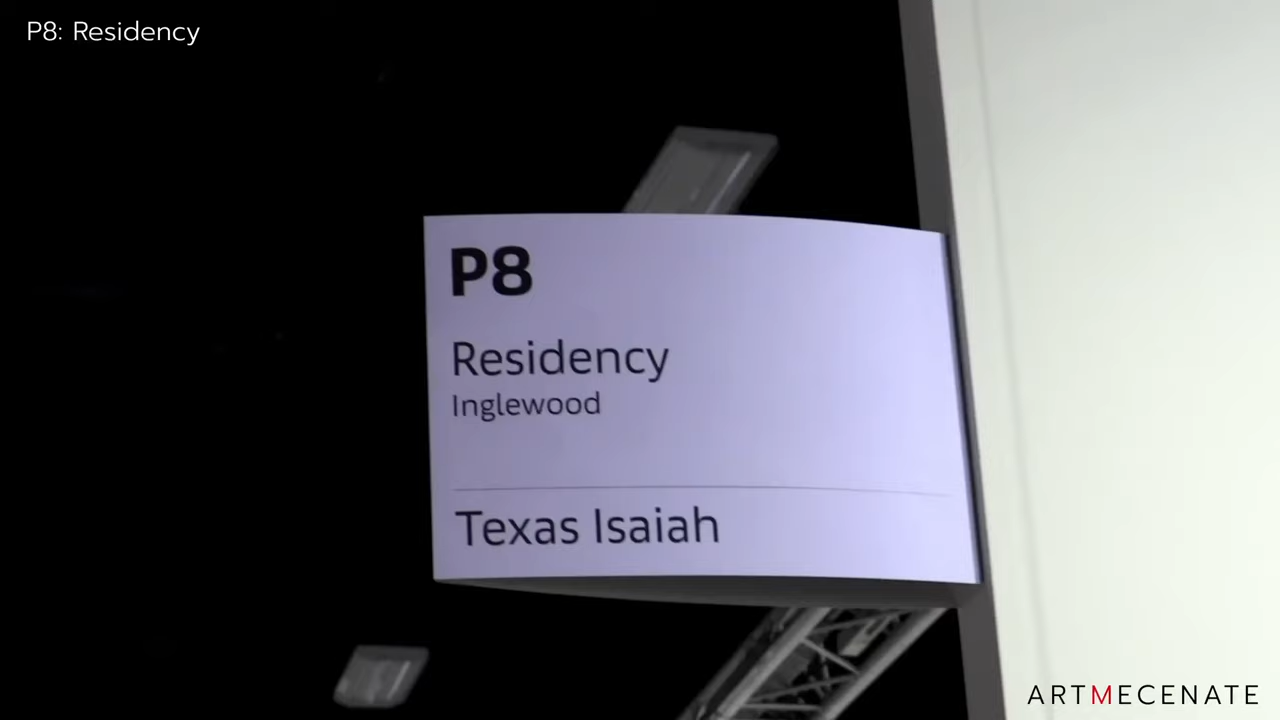 P8: Residency
P8
Residency
Inglewood
Texas Isaiah
ARTMECENATE